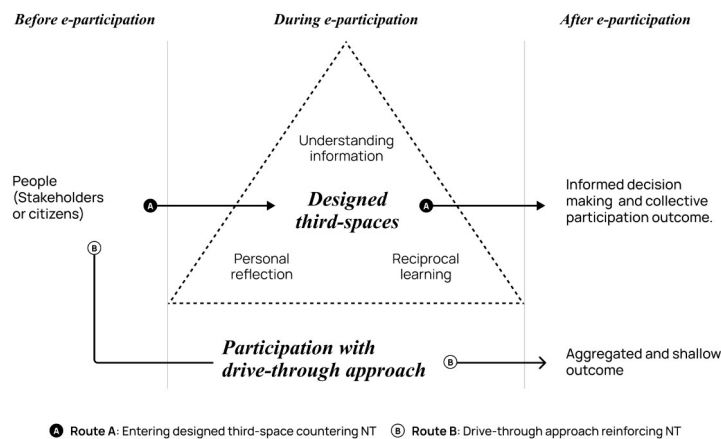 Before e-participation
During e-participation
After e-participation
Understanding
information
People
(Stakeholders
or citizens)
A
Designed
third-spaces
A
Informed decision
making and collective
participation outcome.
B
Personal
reflection
Reciprocal
learning
Participation with
drive-through approach
B
Aggregated and shallow
outcome
A Route A: Entering designed third-space countering NT
B Route B: Drive-through approach reinforcing NT